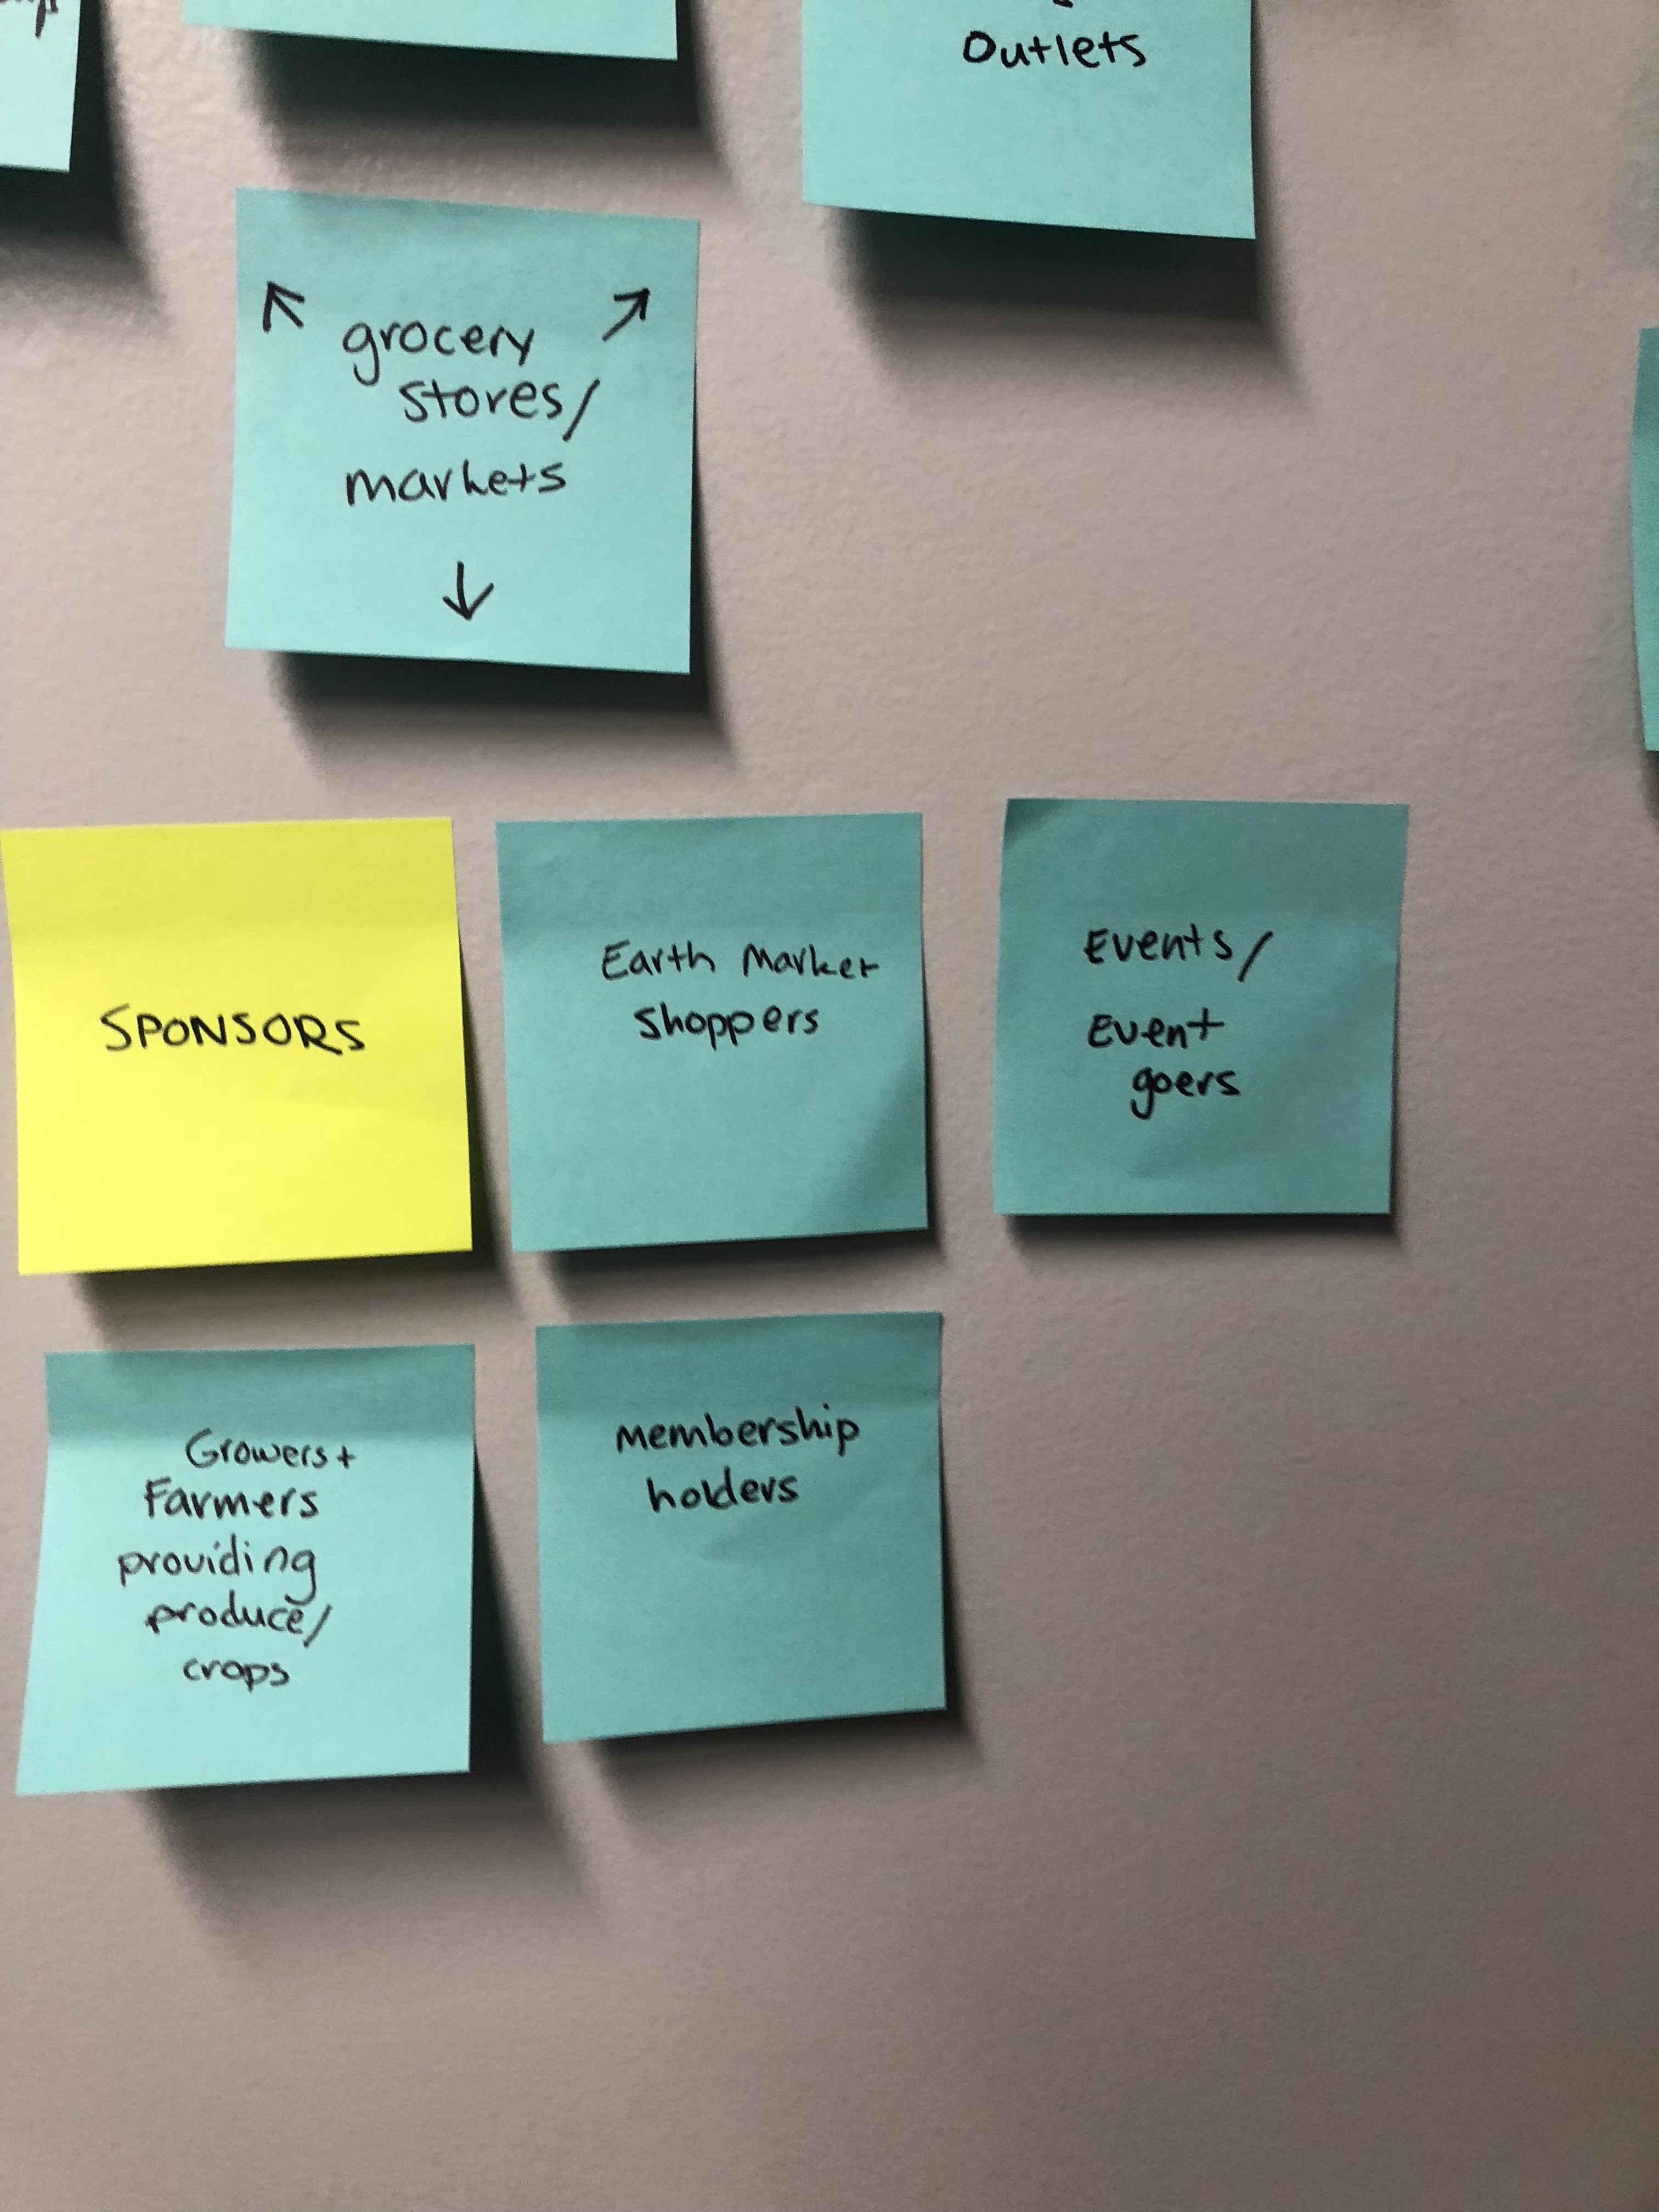 Outlets
grocery
stores/
markets
SPONSORS
Earth Market
shoppers
Events/
Event
goers
Growers+
Farmers
providing
produce/
crops
membership
holders